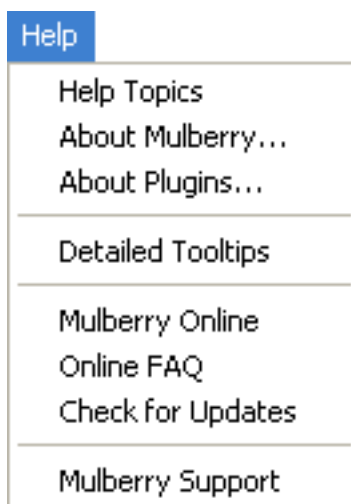 Help
Help Topics
About Mulberry...
About Plugins...
Detailed Tooltips
Mulberry Online
Online FAQ
Check for Updates
Mulberry Support